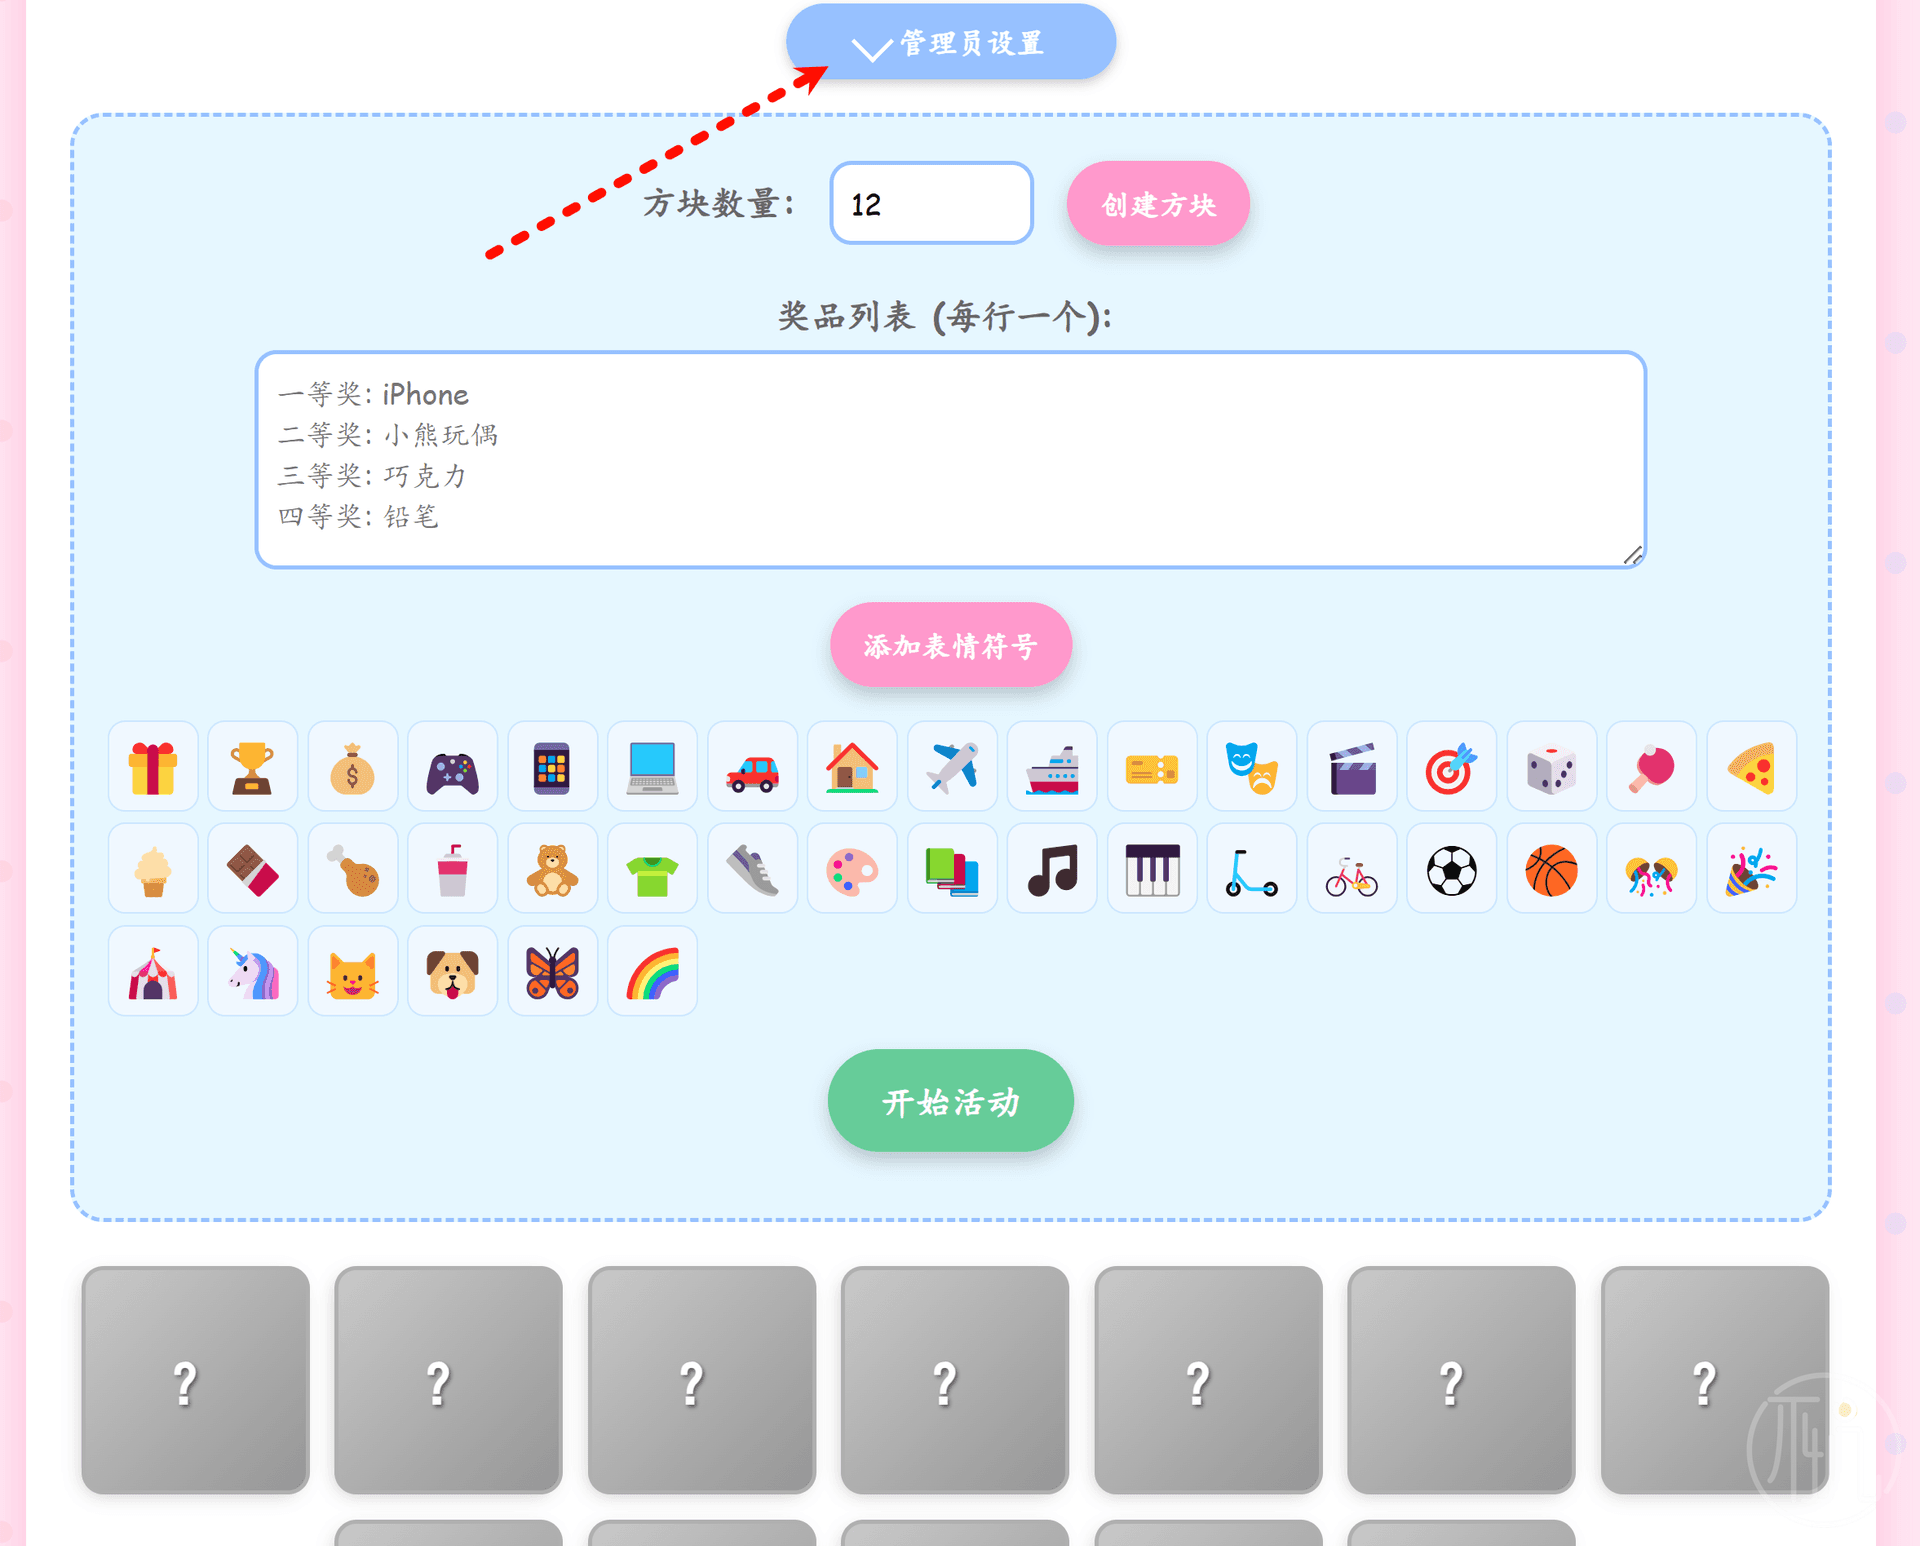 管理员设置
方块数量: 12 创建方块
奖品列表 (每行一个):
一等奖: iPhone
二等奖: 小熊玩偶
三等奖: 巧克力
四等奖: 铅笔
添加表情符号
开始活动
? ? ? ? ? ? ?